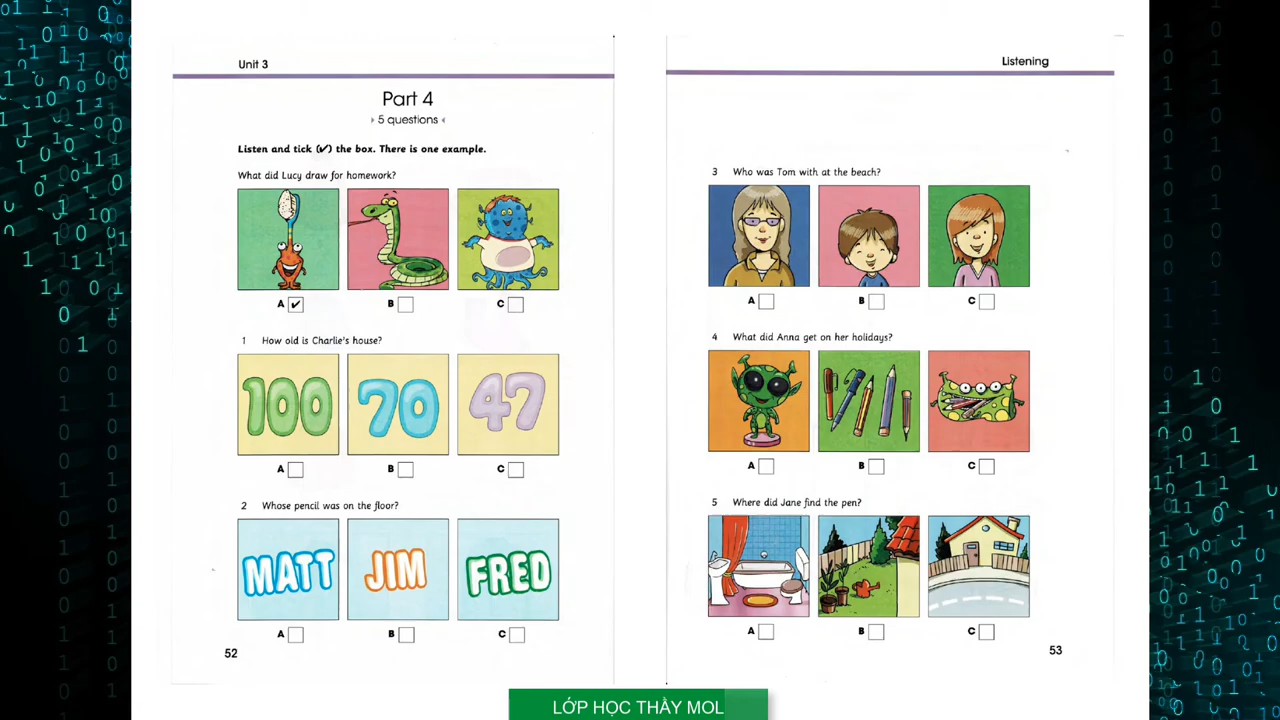 Unit 3
Part 4
5 questions
Listen and tick (✔) the box. There is one example.
What did Lucy draw for homework?
A ✔ B C
1 How old is Charlie's house?
100 70 47
A B C
2 Whose pencil was on the floor?
MATT JIM FRED
A B C
52
Listening
3 Who was Tom with at the beach?
A B C
4 What did Anna get on her holidays?
A B C
5 Where did Jane find the pen?
A B C
53
LỚP HỌC THẦY MOL